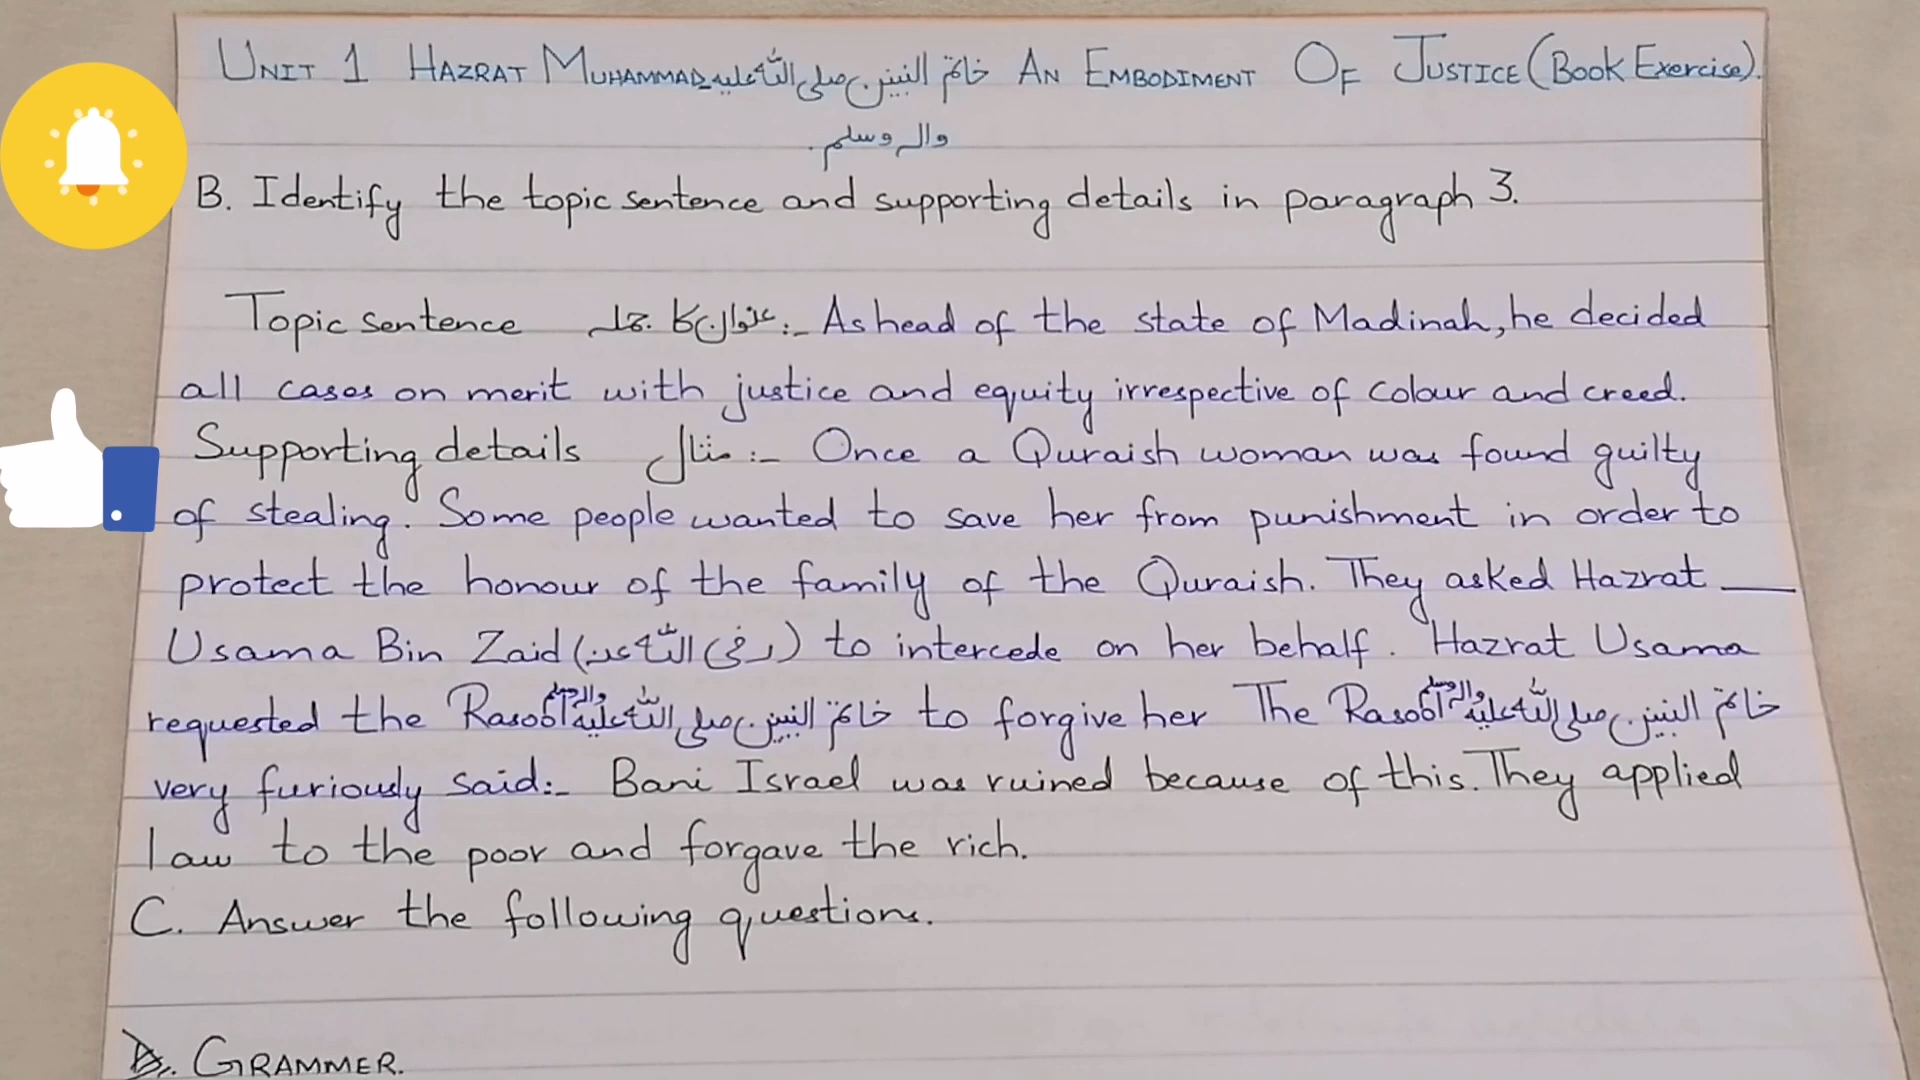 UNIT 1 HAZRAT MUHAMMAD خاتم النبیین صلی اللہ علیہ AN EMBODIMENT OF JUSTICE (Book Exercise).
والہ وسلم.
B. Identify the topic sentence and supporting details in paragraph 3.
Topic sentence عنوان کا جملہ :- As head of the state of Madinah, he decided
all cases on merit with justice and equity irrespective of colour and creed.
Supporting details مثال :- Once a Quraish woman was found guilty
of stealing. Some people wanted to save her from punishment in order to
protect the honour of the family of the Quraish. They asked Hazrat
Usama Bin Zaid (رضی اللہ عنہ) to intercede on her behalf. Hazrat Usama
requested the Rasool خاتم النبیین صلی اللہ علیہ والہ وسلم to forgive her The Rasool خاتم النبیین صلی اللہ علیہ والہ وسلم
very furiously said:- Bani Israel was ruined because of this. They applied
law to the poor and forgave the rich.
C. Answer the following questions.
D. GRAMMER.